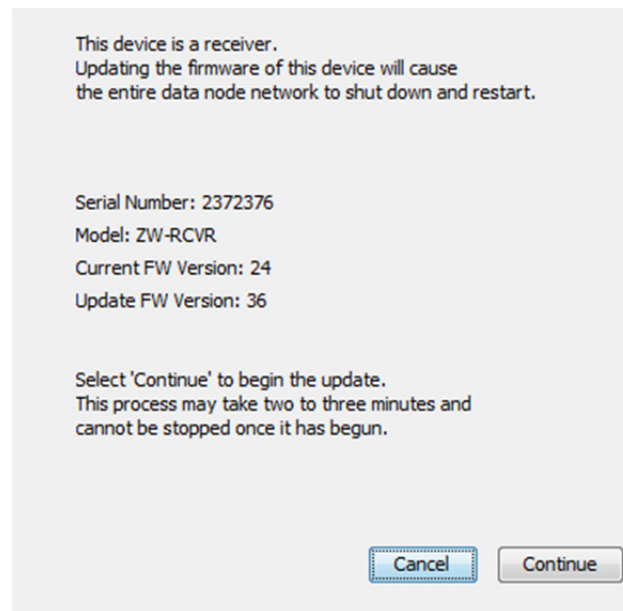 This device is a receiver.
Updating the firmware of this device will cause
the entire data node network to shut down and restart.
Serial Number: 2372376
Model: ZW-RCVR
Current FW Version: 24
Update FW Version: 36
Select 'Continue' to begin the update.
This process may take two to three minutes and
cannot be stopped once it has begun.
Cancel Continue